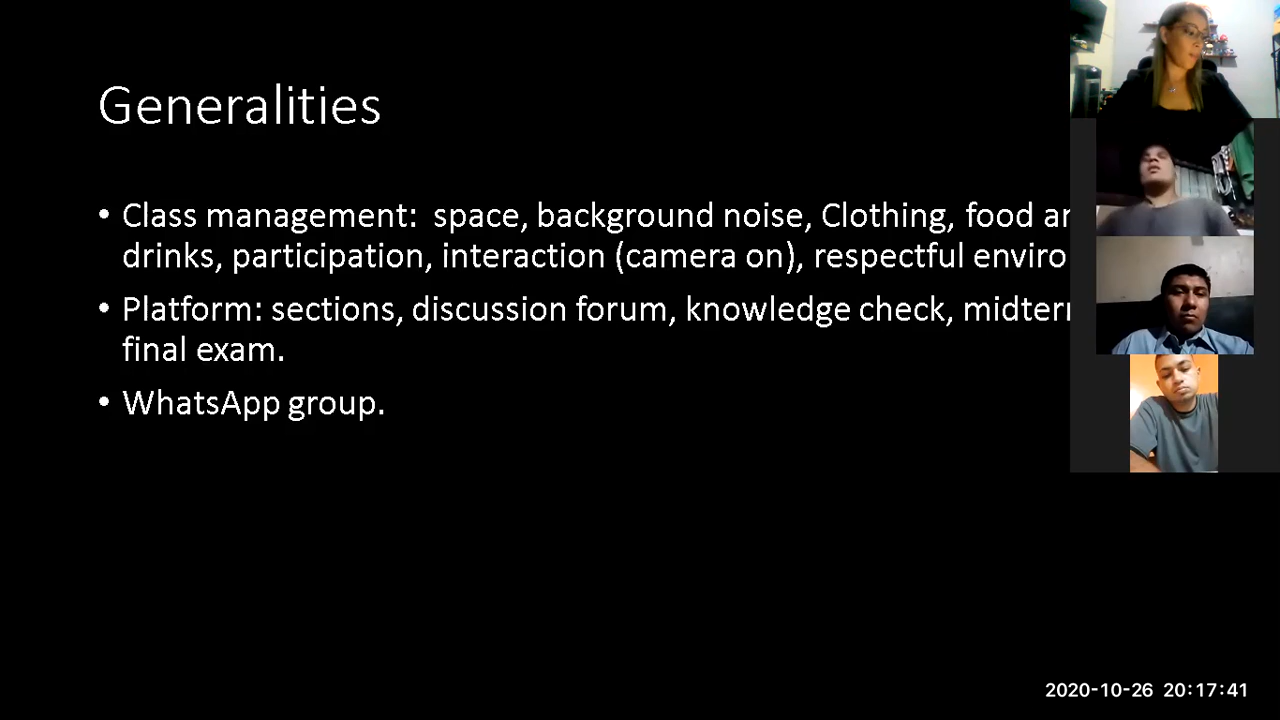 Generalities
• Class management:  space, background noise, Clothing, food
drinks, participation, interaction (camera on), respectful
• Platform: sections, discussion forum, knowledge check,
final exam.
• WhatsApp group.
2020-10-26 20:17:41